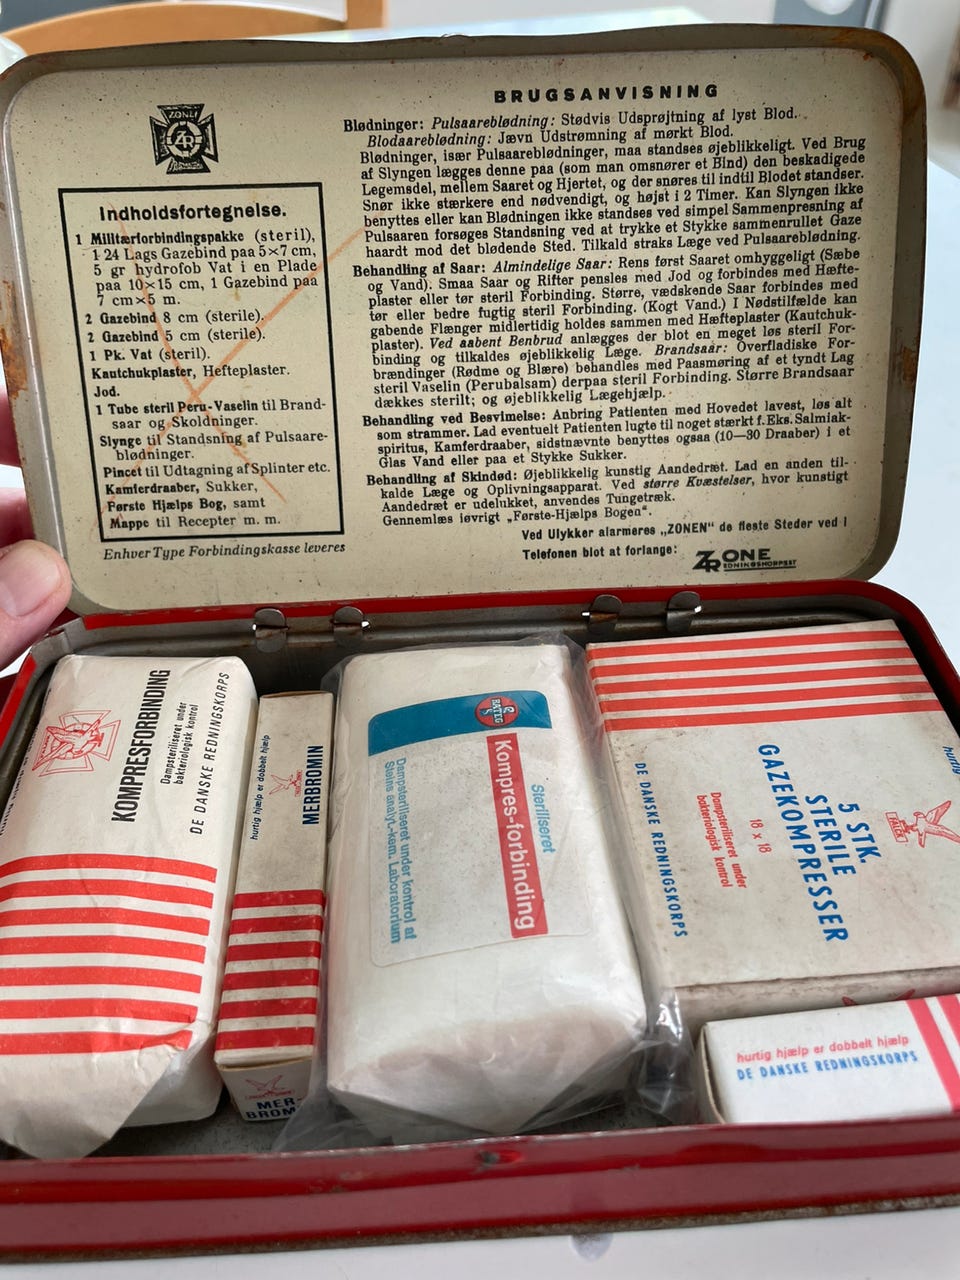 ZONEN
ZR
Indholdsfortegnelse.
1 Militærforbindingspakke (steril),
1 24 Lags Gazebind paa 5×7 cm,
5 gr hydrofob Vat i en Plade
paa 10×15 cm, 1 Gazebind paa
7 cm×5 m.
2 Gazebind 8 cm (sterile).
2 Gazebind 5 cm (sterile).
1 Pk. Vat (steril).
Kautchukplaster, Hefteplaster.
Jod.
1 Tube steril Peru-Vaselin til Brand-
saar og Skoldninger.
Slynge til Standsning af Pulsaare-
blødninger.
Pincet til Udtagning af Splinter etc.
Kamferdraaber, Sukker,
Første Hjælps Bog, samt
Mappe til Recepter m. m.
Enhver Type Forbindingskasse leveres
BRUGSANVISNING
Blødninger: Pulsaareblødning: Stødvis Udsprøjtning af lyst Blod.
Blodaareblødning: Jævn Udstrømning af mørkt Blod.
Blødninger, især Pulsaareblødninger, maa standses øjeblikkeligt. Ved Brug
af Slyngen lægges denne paa (som man omsnører et Bind) den beskadigede
Legemsdel, mellem Saaret og Hjertet, og der snøres til indtil Blodet standser.
Snør ikke stærkere end nødvendigt, og højst i 2 Timer. Kan Slyngen ikke
benyttes eller kan Blødningen ikke standses ved simpel Sammenpresning af
Pulsaaren forsøges Standsning ved at trykke et Stykke sammenrullet Gaze
haardt mod det blødende Sted. Tilkald straks Læge ved Pulsaareblødning.
Behandling af Saar: Almindelige Saar: Rens først Saaret omhyggeligt (Sæbe
og Vand). Smaa Saar og Rifter pensles med Jod og forbindes med Hæfte-
plaster eller tør steril Forbinding. Større, vædskende Saar forbindes med
tør eller bedre fugtig steril Forbinding. (Kogt Vand.) I Nødstilfælde kan
gabende Flænger midlertidig holdes sammen med Hæfteplaster (Kautchuk-
plaster). Ved aabent Benbrud anlægges der blot en meget løs steril For-
binding og tilkaldes øjeblikkelig Læge. Brandsaar: Overfladiske For-
brændinger (Rødme og Blære) behandles med Paasmøring af et tyndt Lag
steril Vaselin (Perubalsam) derpaa steril Forbinding. Større Brandsaar
dækkes sterilt; og øjeblikkelig Lægehjælp.
Behandling ved Besvimelse: Anbring Patienten med Hovedet lavest, løs alt
som strammer. Lad eventuelt Patienten lugte til noget stærkt f. Eks. Salmiak-
spiritus, Kamferdraaber, sidstnævnte benyttes ogsaa (10—30 Draaber) i et
Glas Vand eller paa et Stykke Sukker.
Behandling af Skindød: Øjeblikkelig kunstig Aandedræt. Lad en anden til-
kalde Læge og Oplivningsapparat. Ved større Kvæstelser, hvor kunstigt
Aandedræt er udelukket, anvendes Tungetræk.
Gennemlæs iøvrigt „Første-Hjælps Bogen".
Ved Ulykker alarmeres „ZONEN" de fleste Steder ved i
Telefonen blot at forlange:
ZONE
REDNINGSKORPSET
KOMPRESFORBINDING
Dampsteriliseret under
bakteriologisk kontrol
DE DANSKE REDNINGSKORPS
hurtig hjælp er dobbelt hjælp
MERBROMIN
MER-
BROM
RATEG
Steriliseret
Kompres-forbinding
Dampsteriliseret under kontrol af
Steins analyt.-kem. Laboratorium
hurtig
FALCK
5 STK.
STERILE
GAZEKOMPRESSER
18 x 18
Dampsteriliseret under
bakteriologisk kontrol
DE DANSKE REDNINGSKORPS
hurtig hjælp er dobbelt hjælp
DE DANSKE REDNINGSKORPS